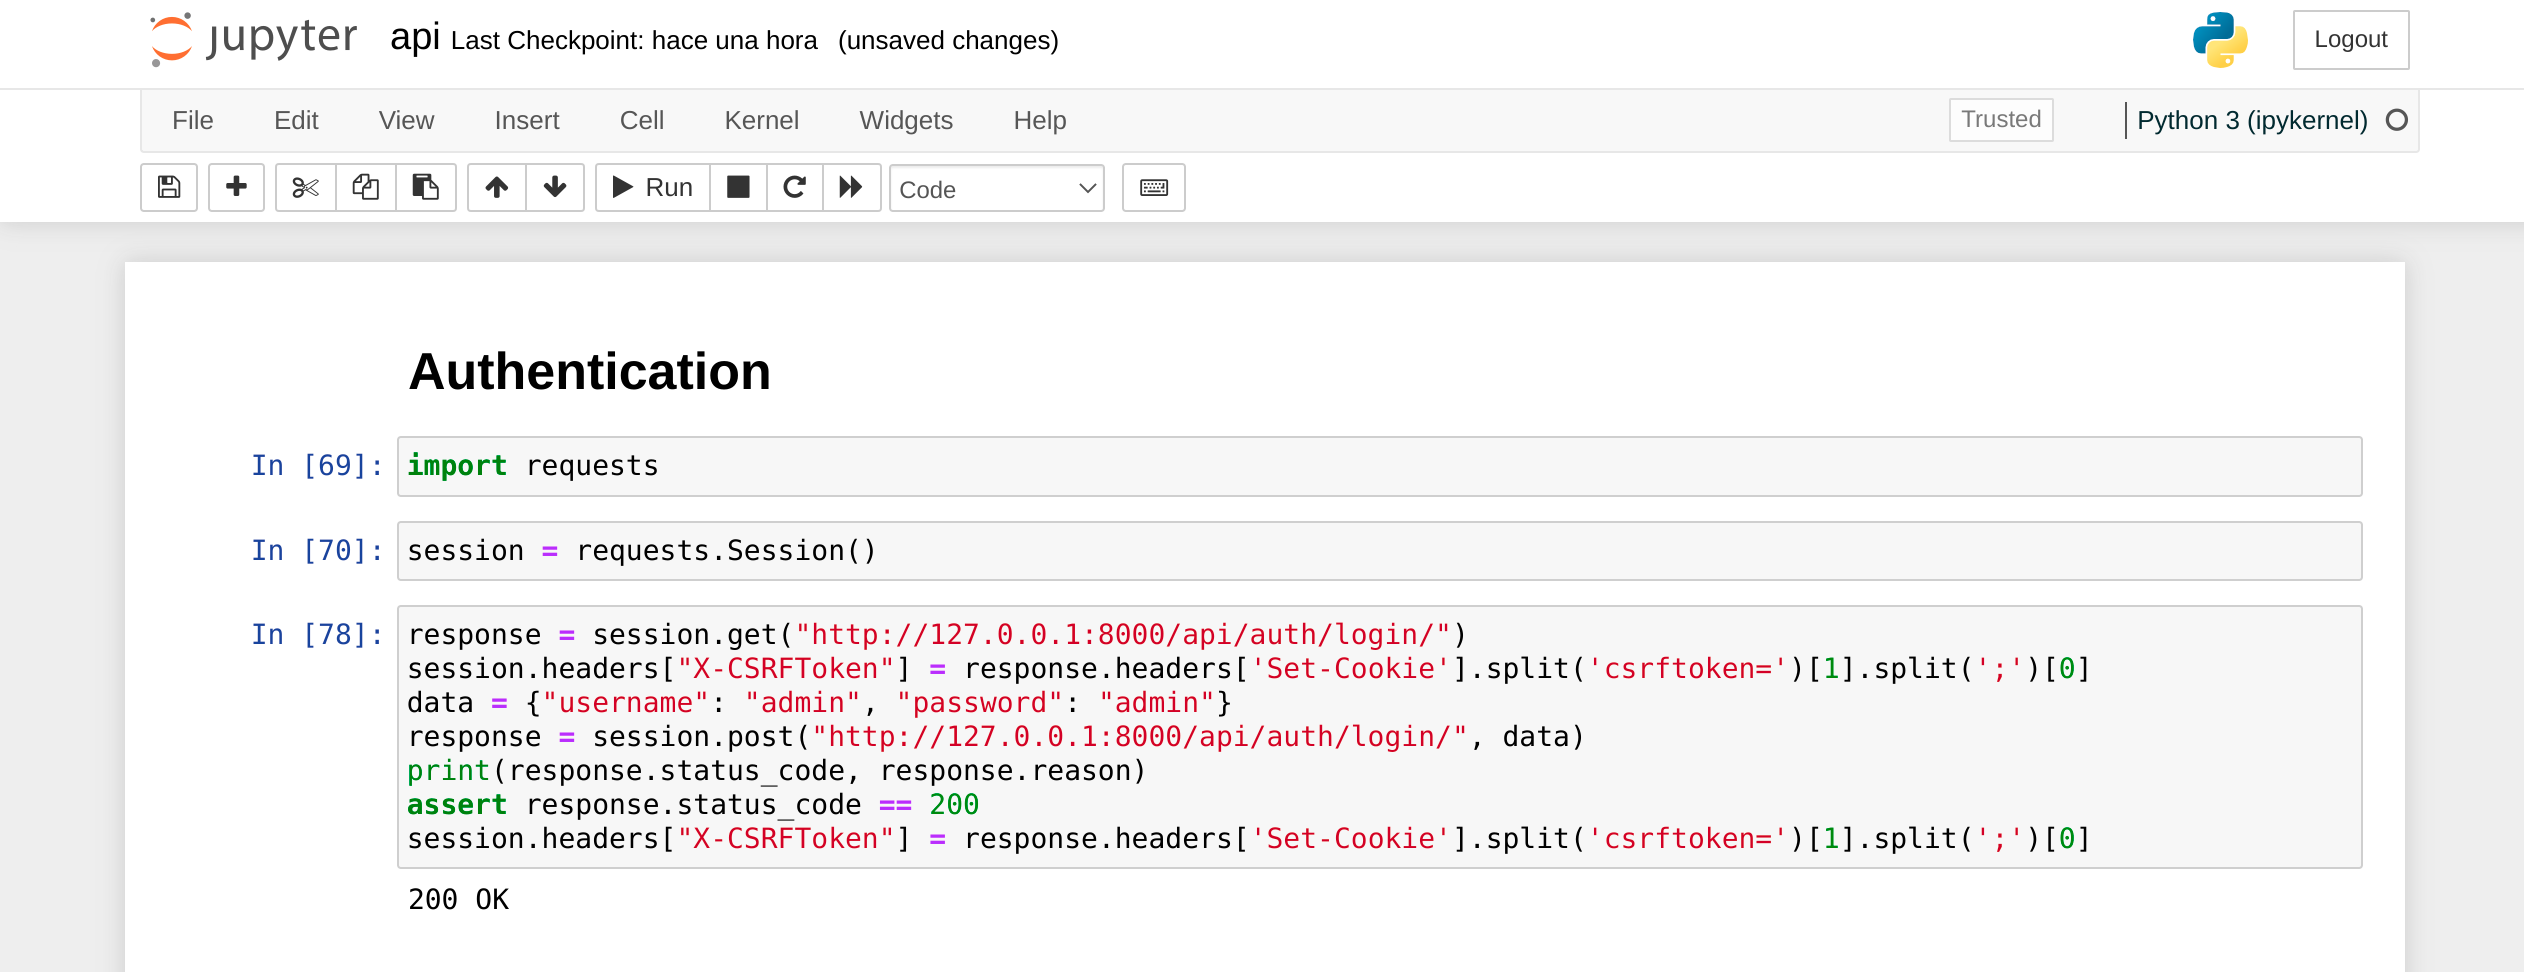 jupyter api Last Checkpoint: hace una hora (unsaved changes) Logout
File Edit View Insert Cell Kernel Widgets Help Trusted Python 3 (ipykernel)
Run Code
Authentication
In [69]: import requests
In [70]: session = requests.Session()
In [78]: response = session.get("http://127.0.0.1:8000/api/auth/login/")
session.headers["X-CSRFToken"] = response.headers['Set-Cookie'].split('csrftoken=')[1].split(';')[0]
data = {"username": "admin", "password": "admin"}
response = session.post("http://127.0.0.1:8000/api/auth/login/", data)
print(response.status_code, response.reason)
assert response.status_code == 200
session.headers["X-CSRFToken"] = response.headers['Set-Cookie'].split('csrftoken=')[1].split(';')[0]
200 OK